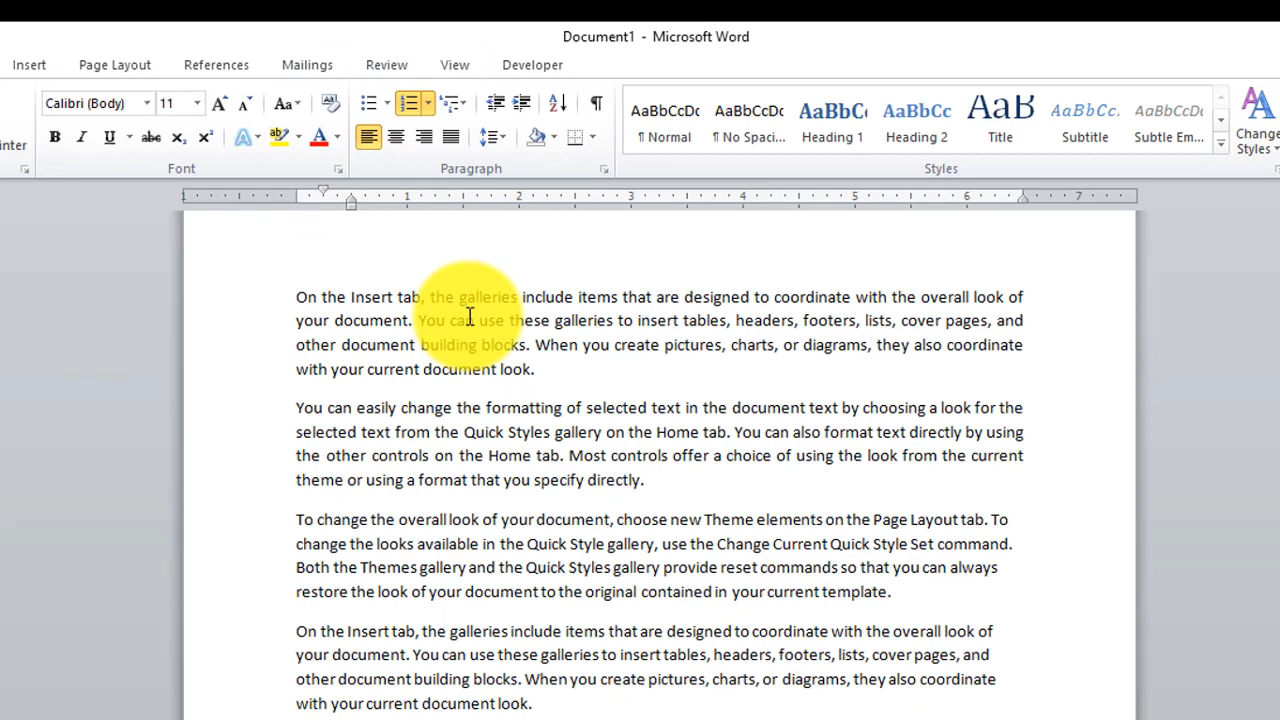 Document1 - Microsoft Word
Insert Page Layout References Mailings Review View Developer
Calibri (Body) 11 Aa AaBbCcDc AaBbCcDc AaBbC AaBbCc AaB AaBbCc. AaBbCcDc
inter B I U abc x₂ x² A ab A ¶ Normal ¶ No Spaci... Heading 1 Heading 2 Title Subtitle Subtle Em... Change Styles
Font Paragraph Styles
1 1 2 3 4 5 6 7
On the Insert tab, the galleries include items that are designed to coordinate with the overall look of
your document. You can use these galleries to insert tables, headers, footers, lists, cover pages, and
other document building blocks. When you create pictures, charts, or diagrams, they also coordinate
with your current document look.
You can easily change the formatting of selected text in the document text by choosing a look for the
selected text from the Quick Styles gallery on the Home tab. You can also format text directly by using
the other controls on the Home tab. Most controls offer a choice of using the look from the current
theme or using a format that you specify directly.
To change the overall look of your document, choose new Theme elements on the Page Layout tab. To
change the looks available in the Quick Style gallery, use the Change Current Quick Style Set command.
Both the Themes gallery and the Quick Styles gallery provide reset commands so that you can always
restore the look of your document to the original contained in your current template.
On the Insert tab, the galleries include items that are designed to coordinate with the overall look of
your document. You can use these galleries to insert tables, headers, footers, lists, cover pages, and
other document building blocks. When you create pictures, charts, or diagrams, they also coordinate
with your current document look.